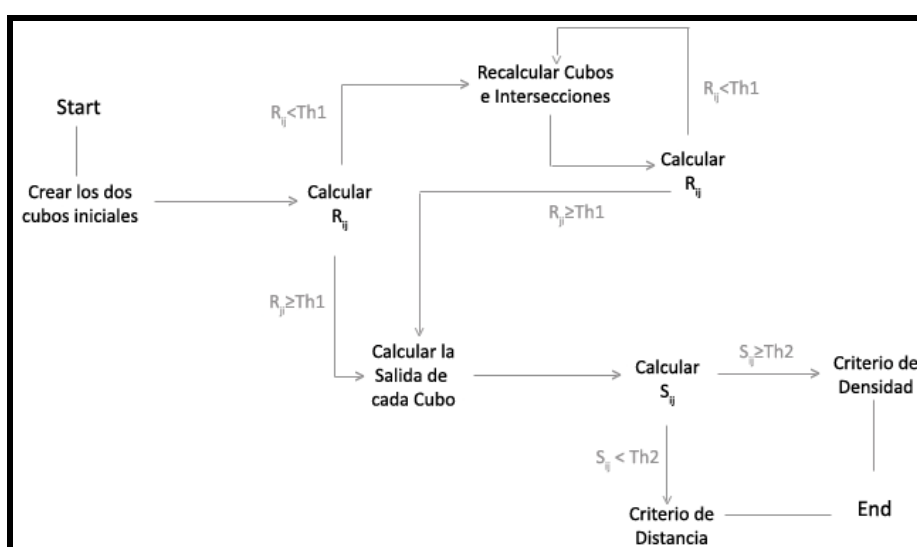 Start
Crear los dos
cubos iniciales
Calcular
R_ij
R_ij<Th1
Recalcular Cubos
e Intersecciones
R_ij<Th1
Calcular
R_ij
R_ji≥Th1
R_ji≥Th1
Calcular la
Salida de
cada Cubo
Calcular
S_ij
S_ij≥Th2
Criterio de
Densidad
S_ij < Th2
Criterio de
Distancia
End